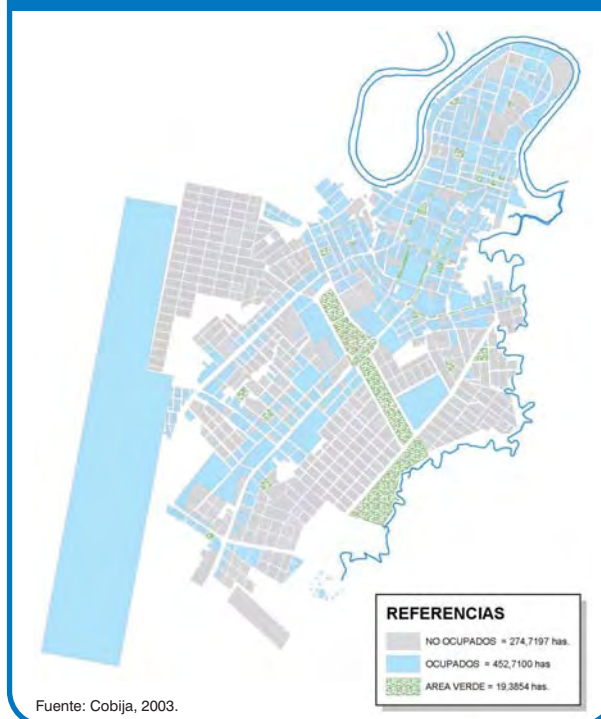 REFERENCIAS
NO OCUPADOS = 274,7197 has.
OCUPADOS = 452,7100 has
AREA VERDE = 19,3854 has.
Fuente: Cobija, 2003.